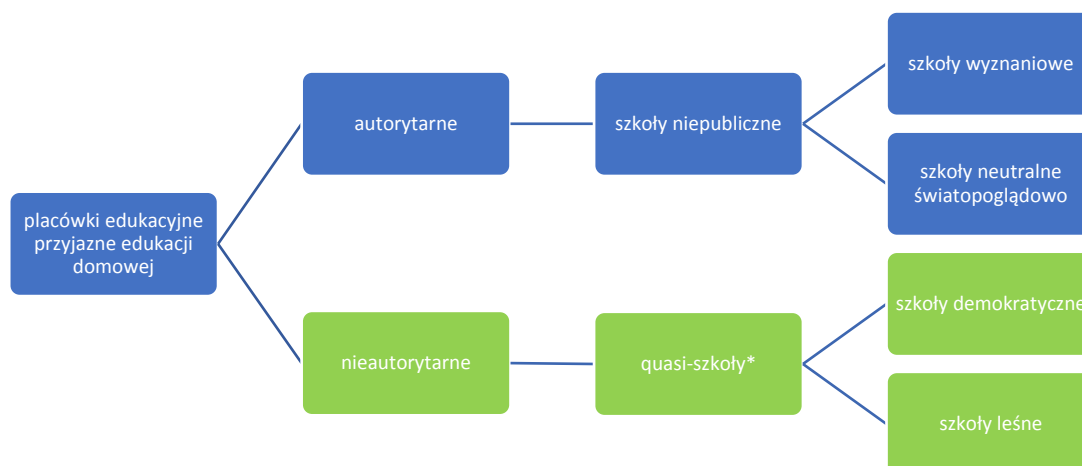 placówki edukacyjne
przyjazne edukacji
domowej
autorytarne
szkoły niepubliczne
szkoły wyznaniowe
szkoły neutralne
światopoglądowo
nieautorytarne
quasi-szkoły*
szkoły demokratyczne
szkoły leśne